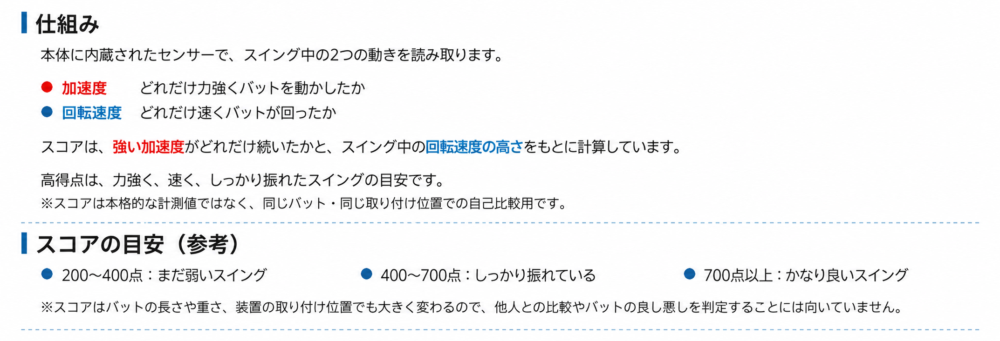 仕組み
本体に内蔵されたセンサーで、スイング中の2つの動きを読み取ります。
● 加速度 どれだけ力強くバットを動かしたか
● 回転速度 どれだけ速くバットが回ったか
スコアは、強い加速度がどれだけ続いたかと、スイング中の回転速度の高さをもとに計算しています。
高得点は、力強く、速く、しっかり振れたスイングの目安です。
※スコアは本格的な計測値ではなく、同じバット・同じ取り付け位置での自己比較用です。
スコアの目安（参考）
● 200～400点：まだ弱いスイング ● 400～700点：しっかり振れている ● 700点以上：かなり良いスイング
※スコアはバットの長さや重さ、装置の取り付け位置でも大きく変わるので、他人との比較やバットの良し悪しを判定することには向いていません。